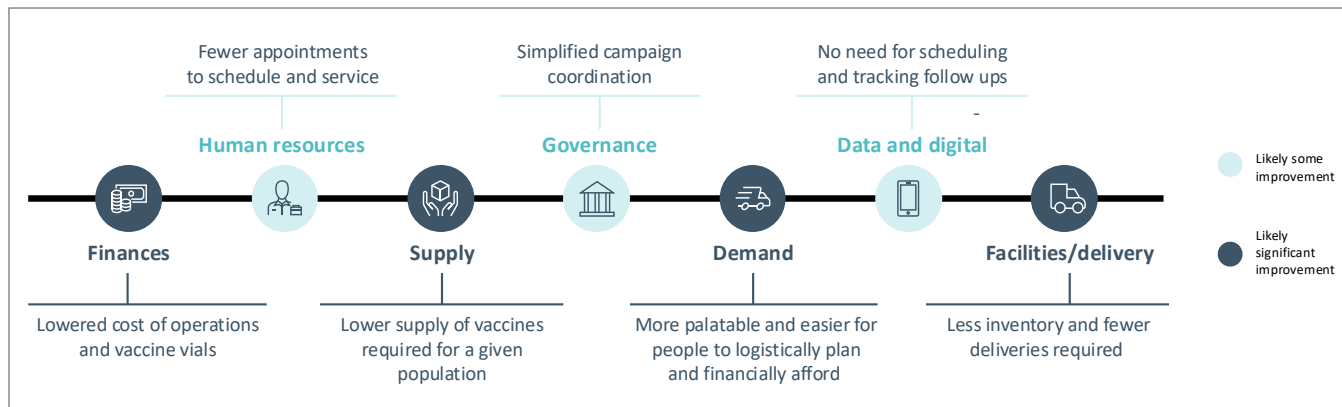 Fewer appointments
to schedule and service
Simplified campaign
coordination
No need for scheduling
and tracking follow ups
-
Human resources
Governance
Data and digital
Likely some
improvement
Finances
Supply
Demand
Facilities/delivery
Likely
significant
improvement
Lowered cost of operations
and vaccine vials
Lower supply of vaccines
required for a given
population
More palatable and easier for
people to logistically plan
and financially afford
Less inventory and fewer
deliveries required